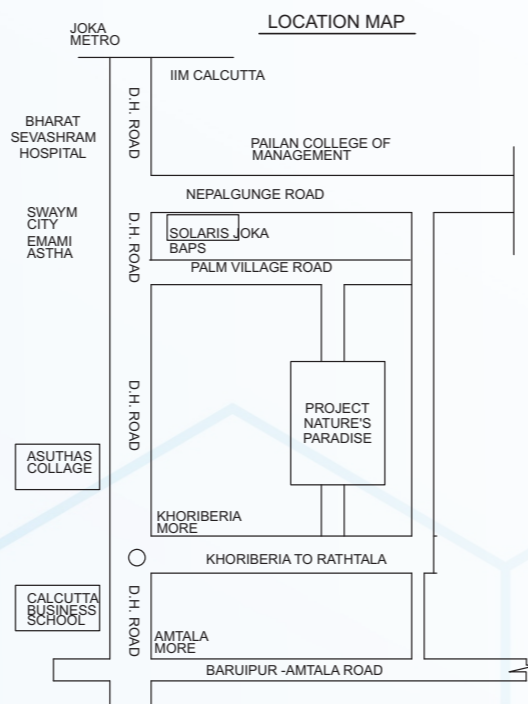 LOCATION MAP
JOKA
METRO
IIM CALCUTTA
D.H. ROAD
BHARAT
SEVASHRAM
HOSPITAL
PAILAN COLLEGE OF
MANAGEMENT
NEPALGUNGE ROAD
SWAYM
CITY
EMAMI
ASTHA
D.H. ROAD
SOLARIS JOKA
BAPS
PALM VILLAGE ROAD
D.H. ROAD
PROJECT
NATURE'S
PARADISE
ASUTHAS
COLLAGE
KHORIBERIA
MORE
KHORIBERIA TO RATHTALA
CALCUTTA
BUSINESS
SCHOOL
D.H. ROAD
AMTALA
MORE
BARUIPUR -AMTALA ROAD